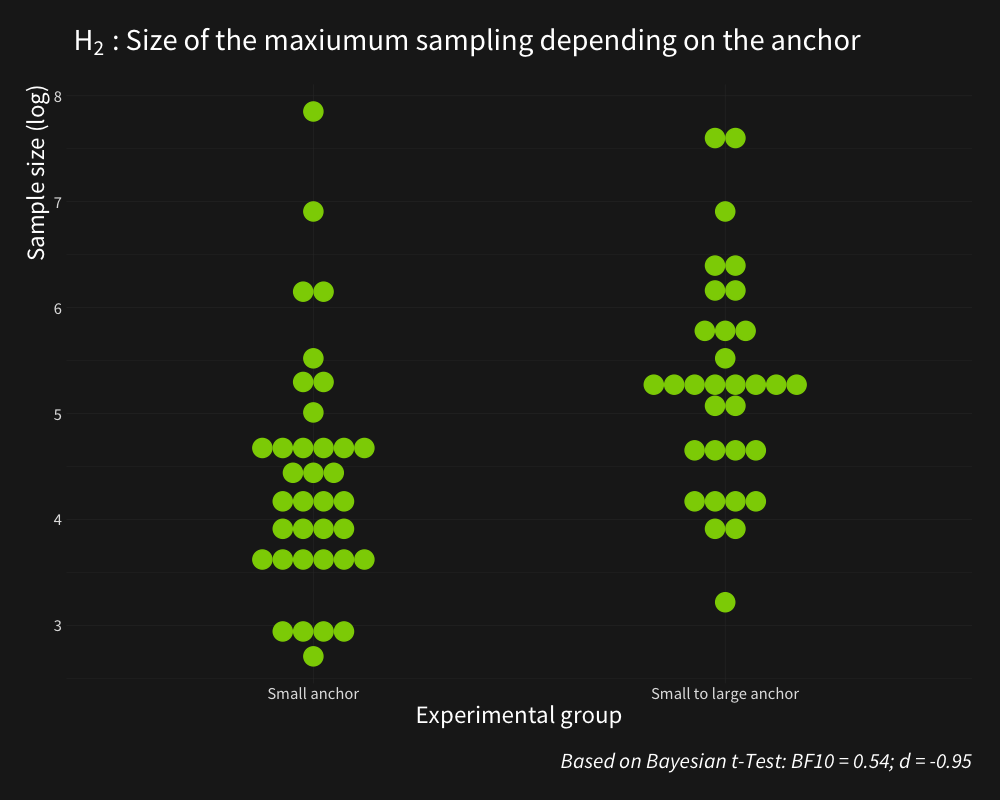 H₂ : Size of the maxiumum sampling depending on the anchor
Sample size (log)
8
7
6
5
4
3
Small anchor
Small to large anchor
Experimental group
Based on Bayesian t-Test: BF10 = 0.54; d = -0.95